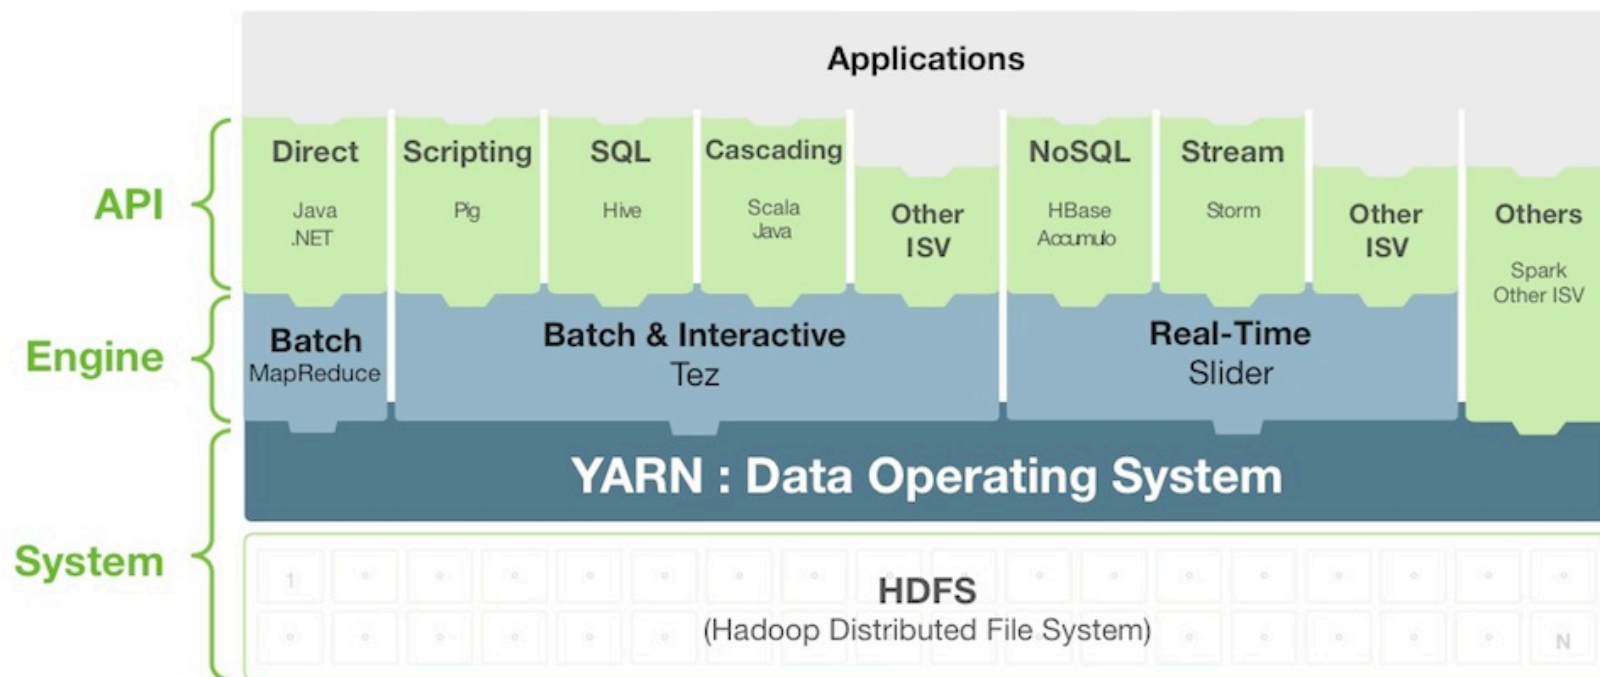 Applications
API
Direct
Java
.NET
Scripting
Pig
SQL
Hive
Cascading
Scala
Java
Other
ISV
NoSQL
HBase
Accumulo
Stream
Storm
Other
ISV
Others
Spark
Other ISV
Engine
Batch
MapReduce
Batch & Interactive
Tez
Real-Time
Slider
YARN : Data Operating System
System
1
HDFS
(Hadoop Distributed File System)
N